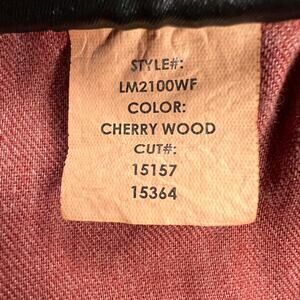 STYLE#:
LM2100WF
COLOR:
CHERRY WOOD
CUT#:
15157
15364